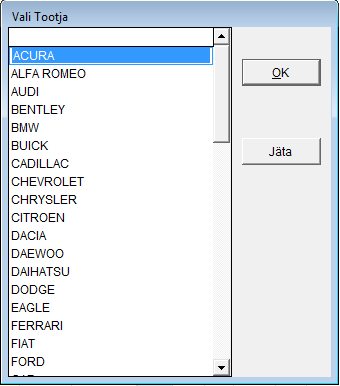 Vali Tootja
ACURA
ALFA ROMEO
AUDI
BENTLEY
BMW
BUICK
CADILLAC
CHEVROLET
CHRYSLER
CITROEN
DACIA
DAEWOO
DAIHATSU
DODGE
EAGLE
FERRARI
FIAT
FORD
OK
Jäta